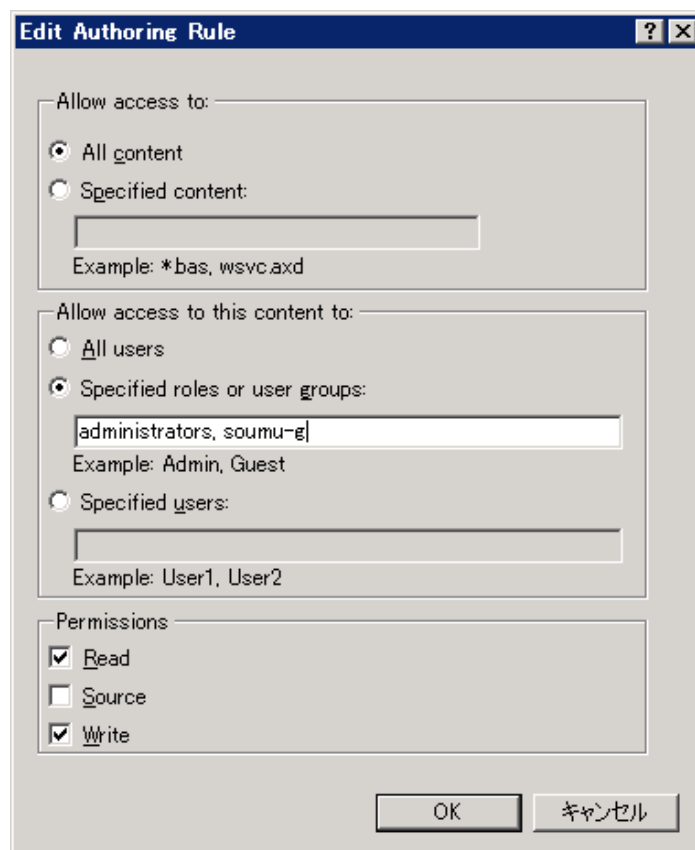 Edit Authoring Rule
Allow access to:
All content
Specified content:
Example: *.bas, wsvc.axd
Allow access to this content to:
All users
Specified roles or user groups:
administrators, soumu-g
Example: Admin, Guest
Specified users:
Example: User1, User2
Permissions
Read
Source
Write
OK キャンセル